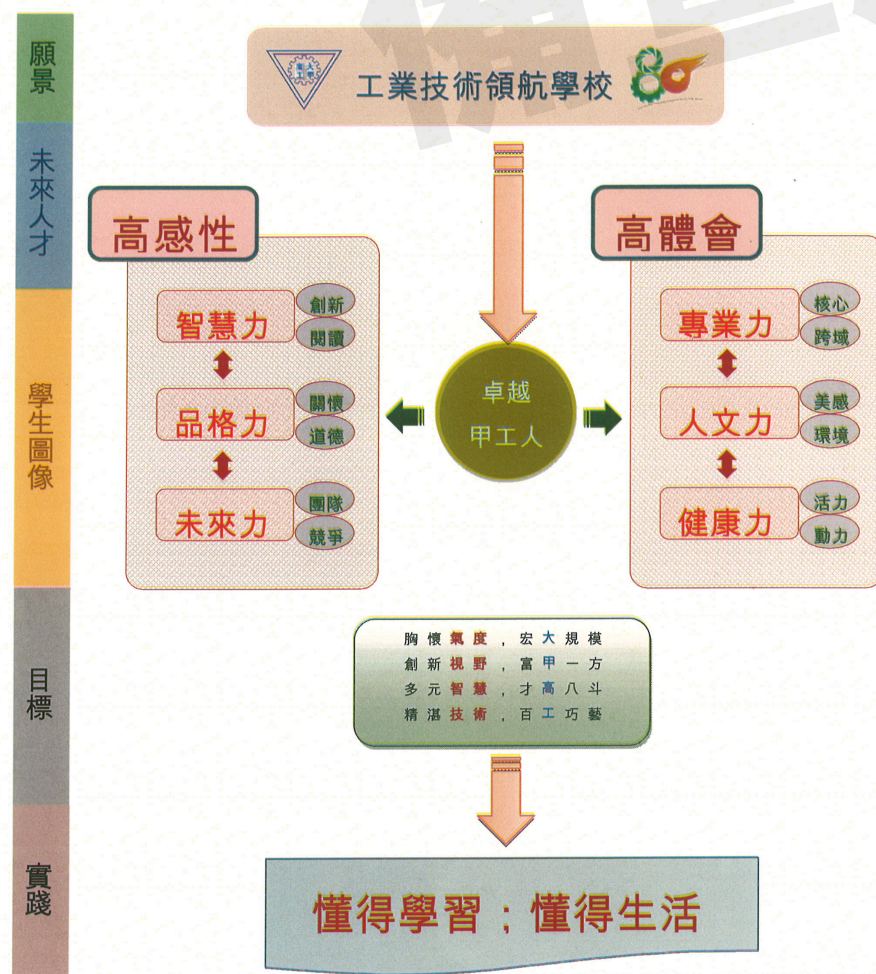 願景
工業技術領航學校
未來人才
高感性
高體會
學生圖像
智慧力
創新
閱讀
品格力
關懷
道德
未來力
團隊
競爭
卓越
甲工人
專業力
核心
跨域
人文力
美感
環境
健康力
活力
動力
目標
胸懷氣度,宏大規模
創新視野,富甲一方
多元智慧,才高八斗
精湛技術,百工巧藝
實踐
懂得學習;懂得生活